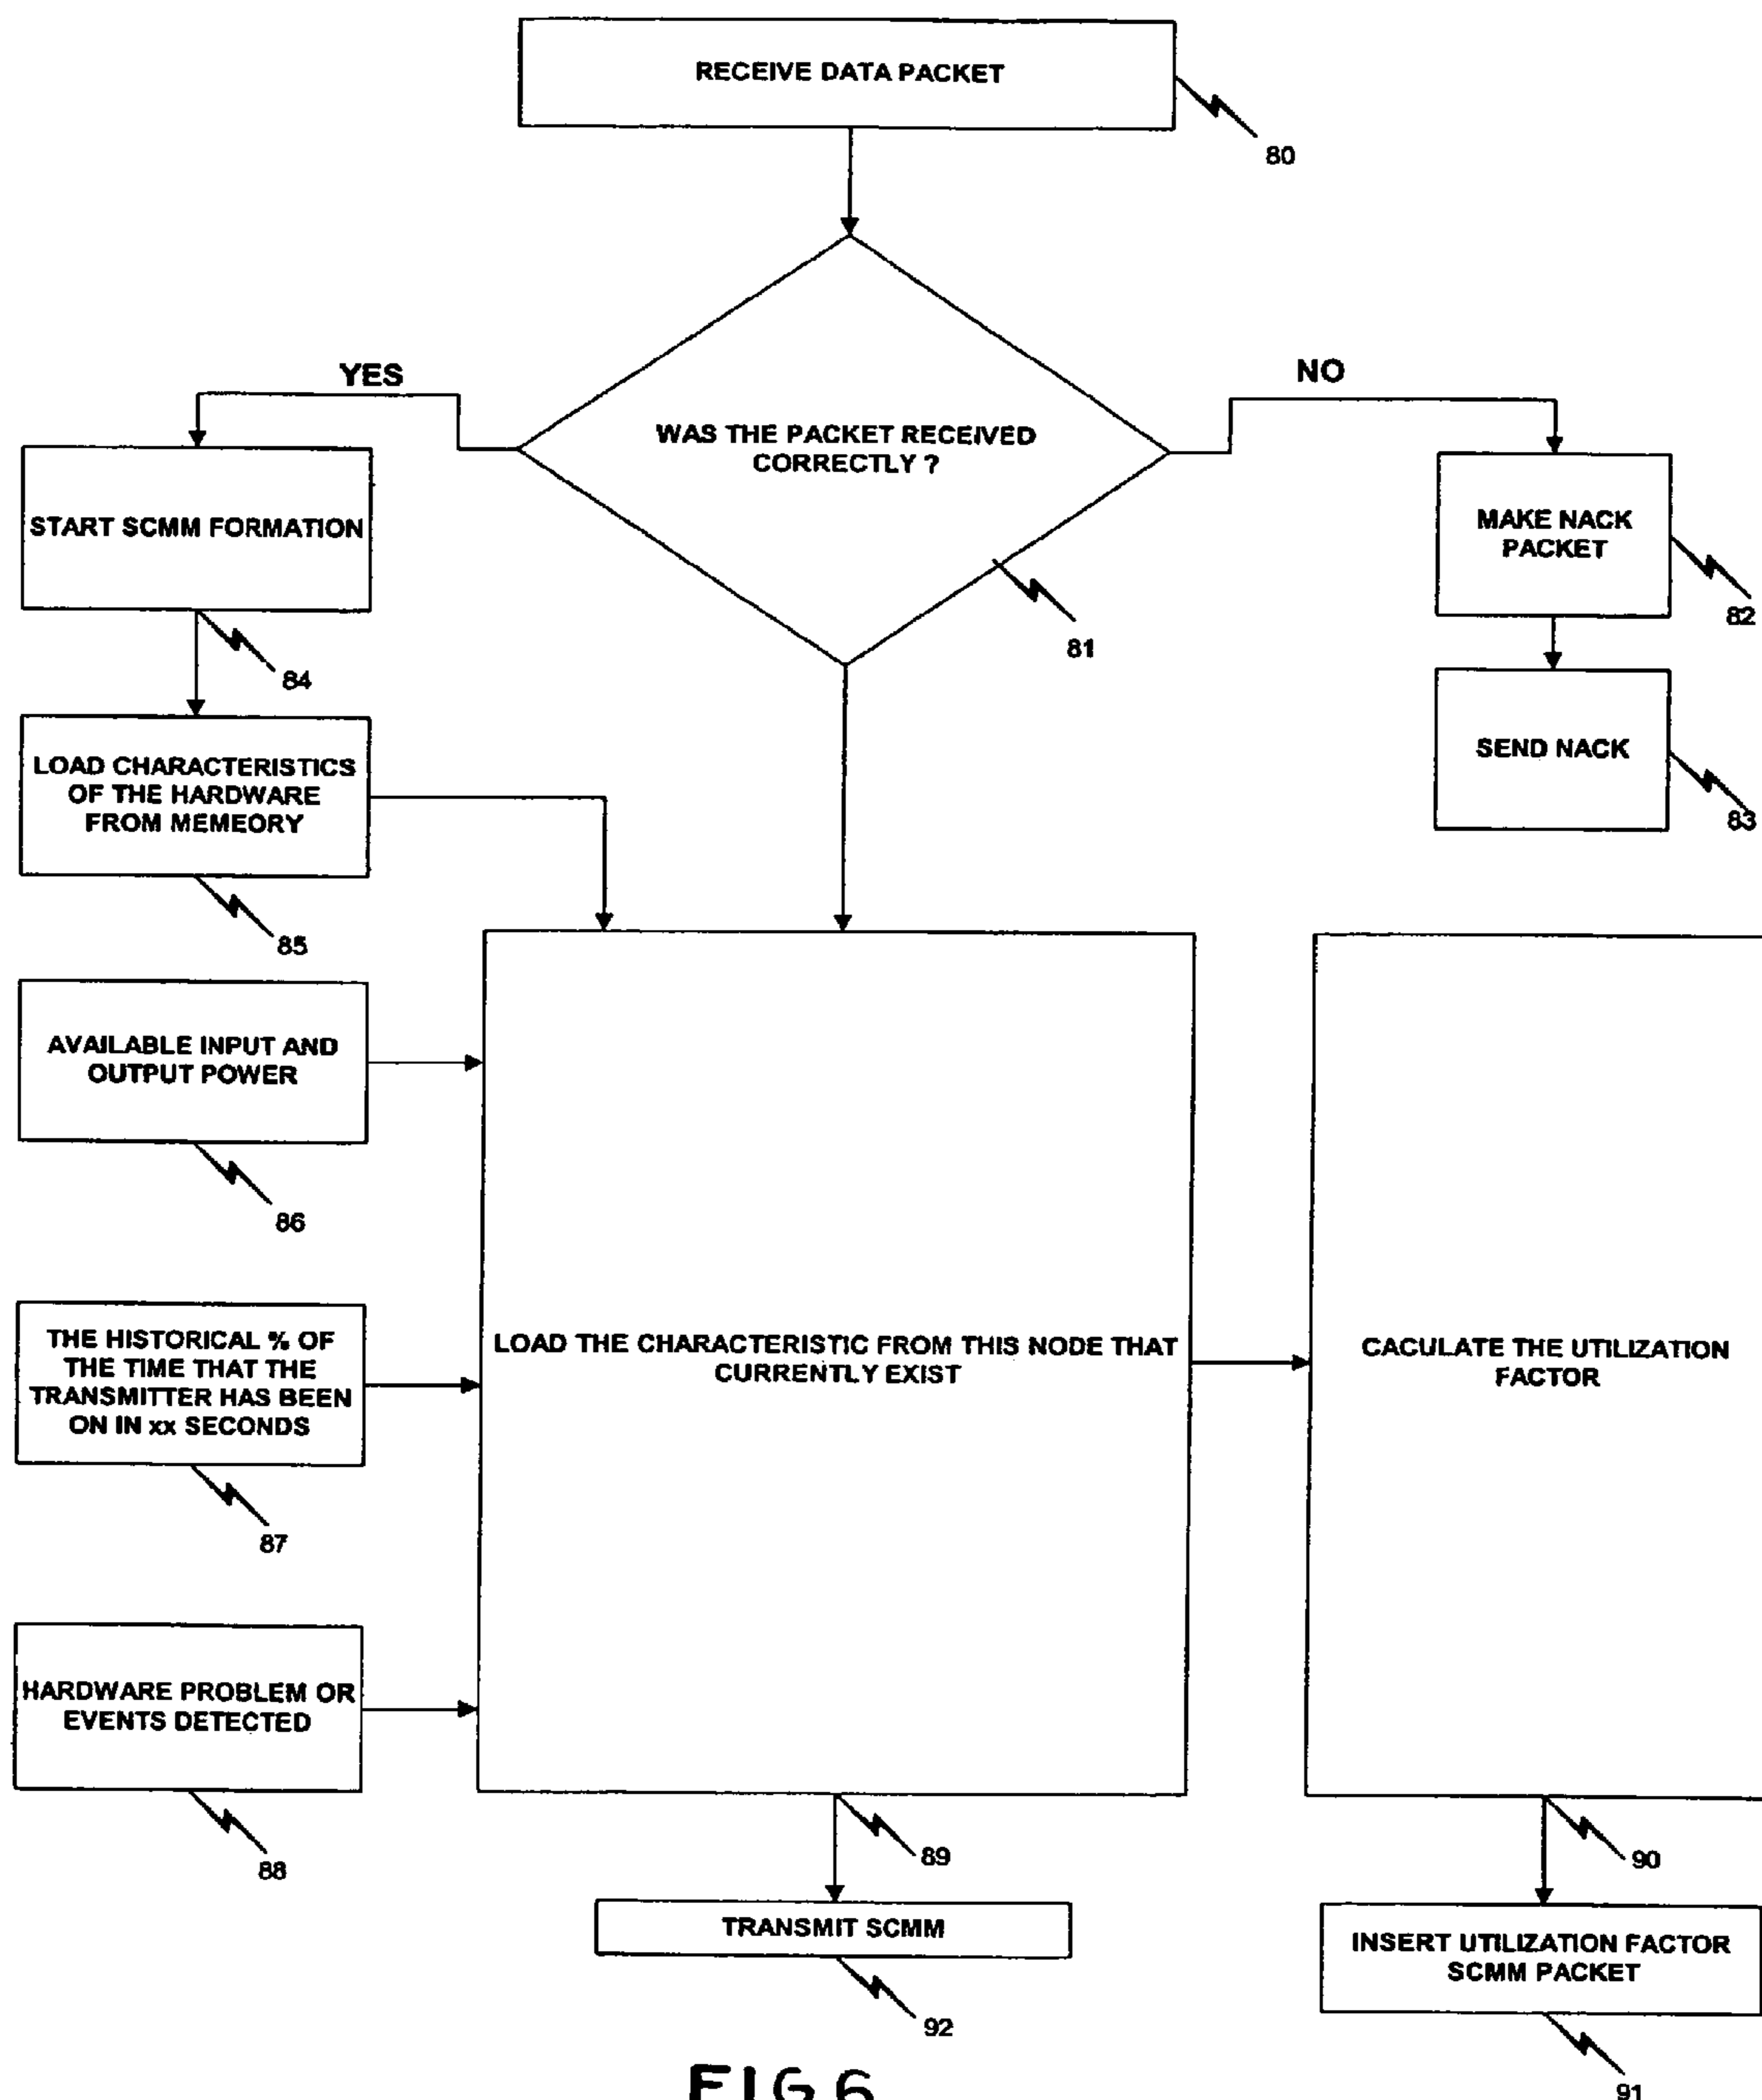 RECEIVE DATA PACKET
80
YES
NO
WAS THE PACKET RECEIVED
CORRECTLY ?
81
START SCMM FORMATION
84
MAKE NACK
PACKET
82
SEND NACK
83
LOAD CHARACTERISTICS
OF THE HARDWARE
FROM MEMEORY
85
AVAILABLE INPUT AND
OUTPUT POWER
86
THE HISTORICAL % OF
THE TIME THAT THE
TRANSMITTER HAS BEEN
ON IN xx SECONDS
87
HARDWARE PROBLEM OR
EVENTS DETECTED
88
LOAD THE CHARACTERISTIC FROM THIS NODE THAT
CURRENTLY EXIST
89
CACULATE THE UTILIZATION
FACTOR
90
TRANSMIT SCMM
92
INSERT UTILIZATION FACTOR
SCMM PACKET
91
FIG 6